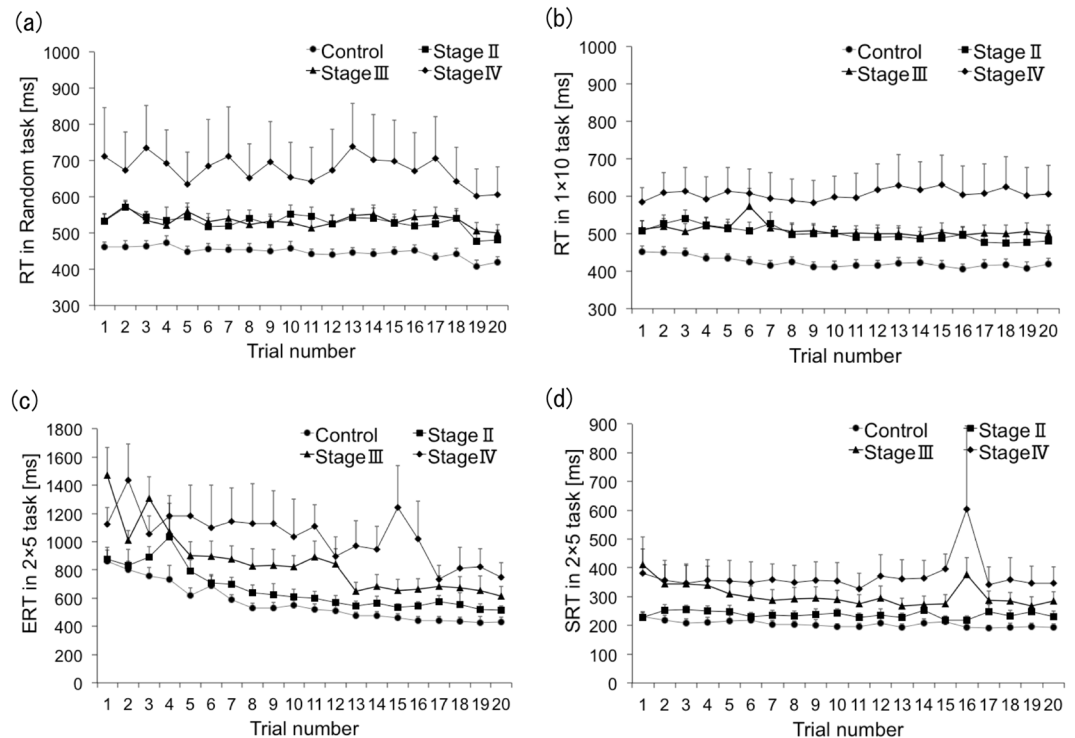 (a)
RT in Random task [ms]
1000
900
800
700
600
500
400
300
Control
Stage Ⅱ
Stage Ⅲ
Stage Ⅳ
1 2 3 4 5 6 7 8 9 10 11 12 13 14 15 16 17 18 19 20
Trial number
(b)
RT in 1×10 task [ms]
1000
900
800
700
600
500
400
300
Control
Stage Ⅱ
Stage Ⅲ
Stage Ⅳ
1 2 3 4 5 6 7 8 9 10 11 12 13 14 15 16 17 18 19 20
Trial number
(c)
ERT in 2×5 task [ms]
1800
1600
1400
1200
1000
800
600
400
200
0
Control
Stage Ⅱ
Stage Ⅲ
Stage Ⅳ
1 2 3 4 5 6 7 8 9 10 11 12 13 14 15 16 17 18 19 20
Trial number
(d)
SRT in 2×5 task [ms]
900
800
700
600
500
400
300
200
100
0
Control
Stage Ⅱ
Stage Ⅲ
Stage Ⅳ
1 2 3 4 5 6 7 8 9 10 11 12 13 14 15 16 17 18 19 20
Trial number